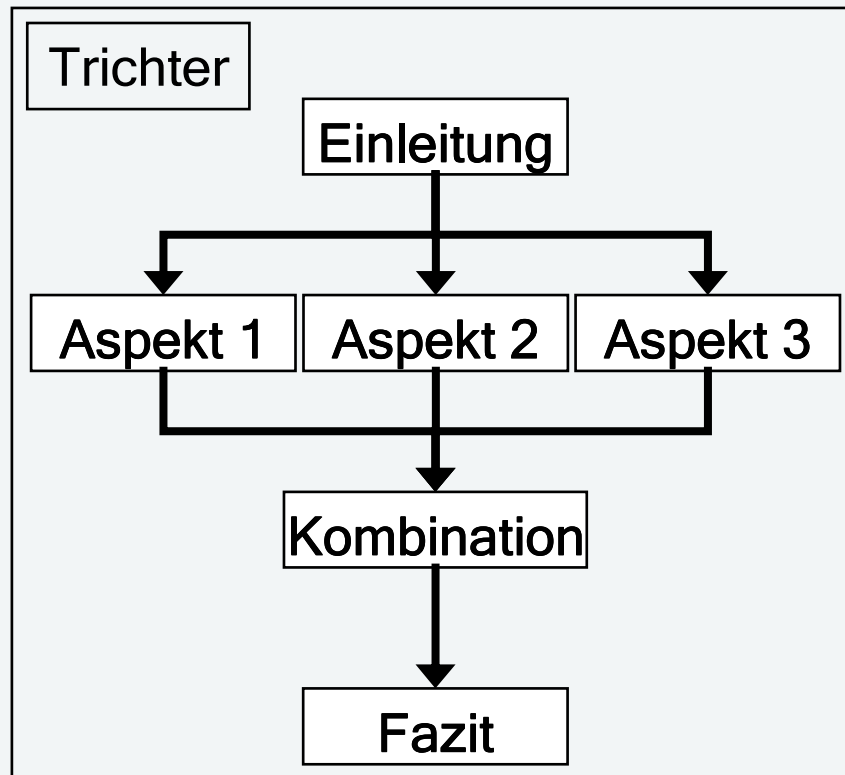 Trichter
Einleitung
Aspekt 1
Aspekt 2
Aspekt 3
Kombination
Fazit